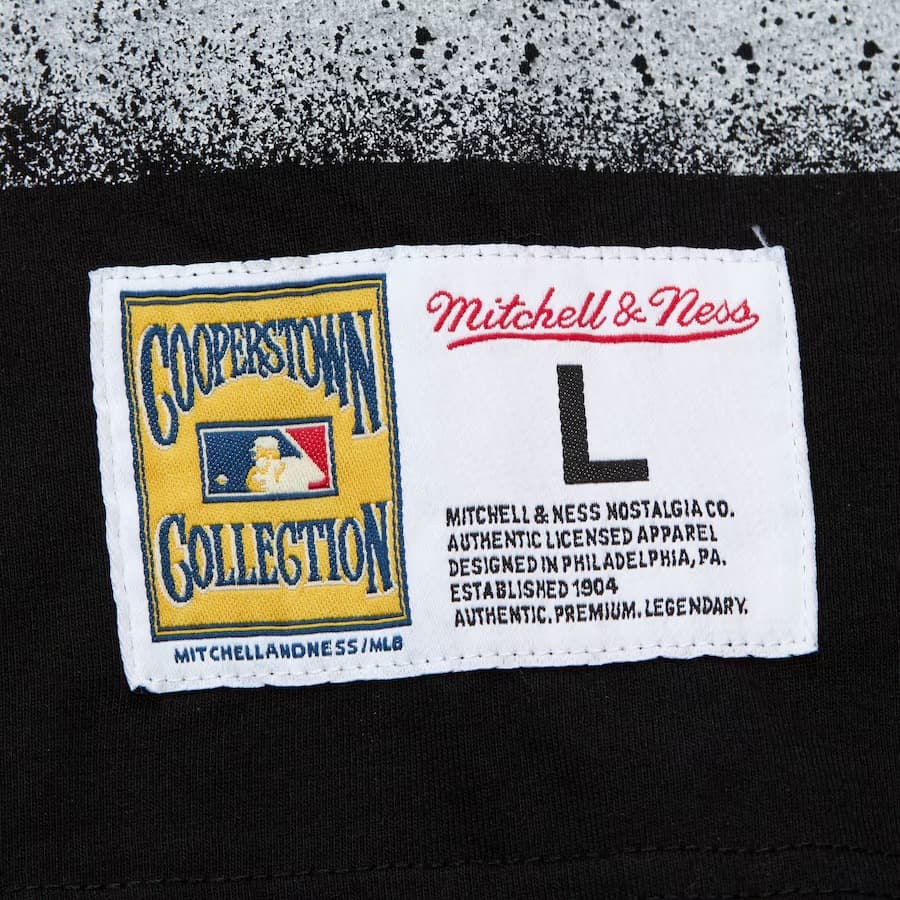 COOPERSTOWN
COLLECTION
MITCHELLANDNESS/MLB
Mitchell & Ness
L
MITCHELL & NESS NOSTALGIA CO.
AUTHENTIC LICENSED APPAREL
DESIGNED IN PHILADELPHIA, PA.
ESTABLISHED 1904
AUTHENTIC. PREMIUM. LEGENDARY.